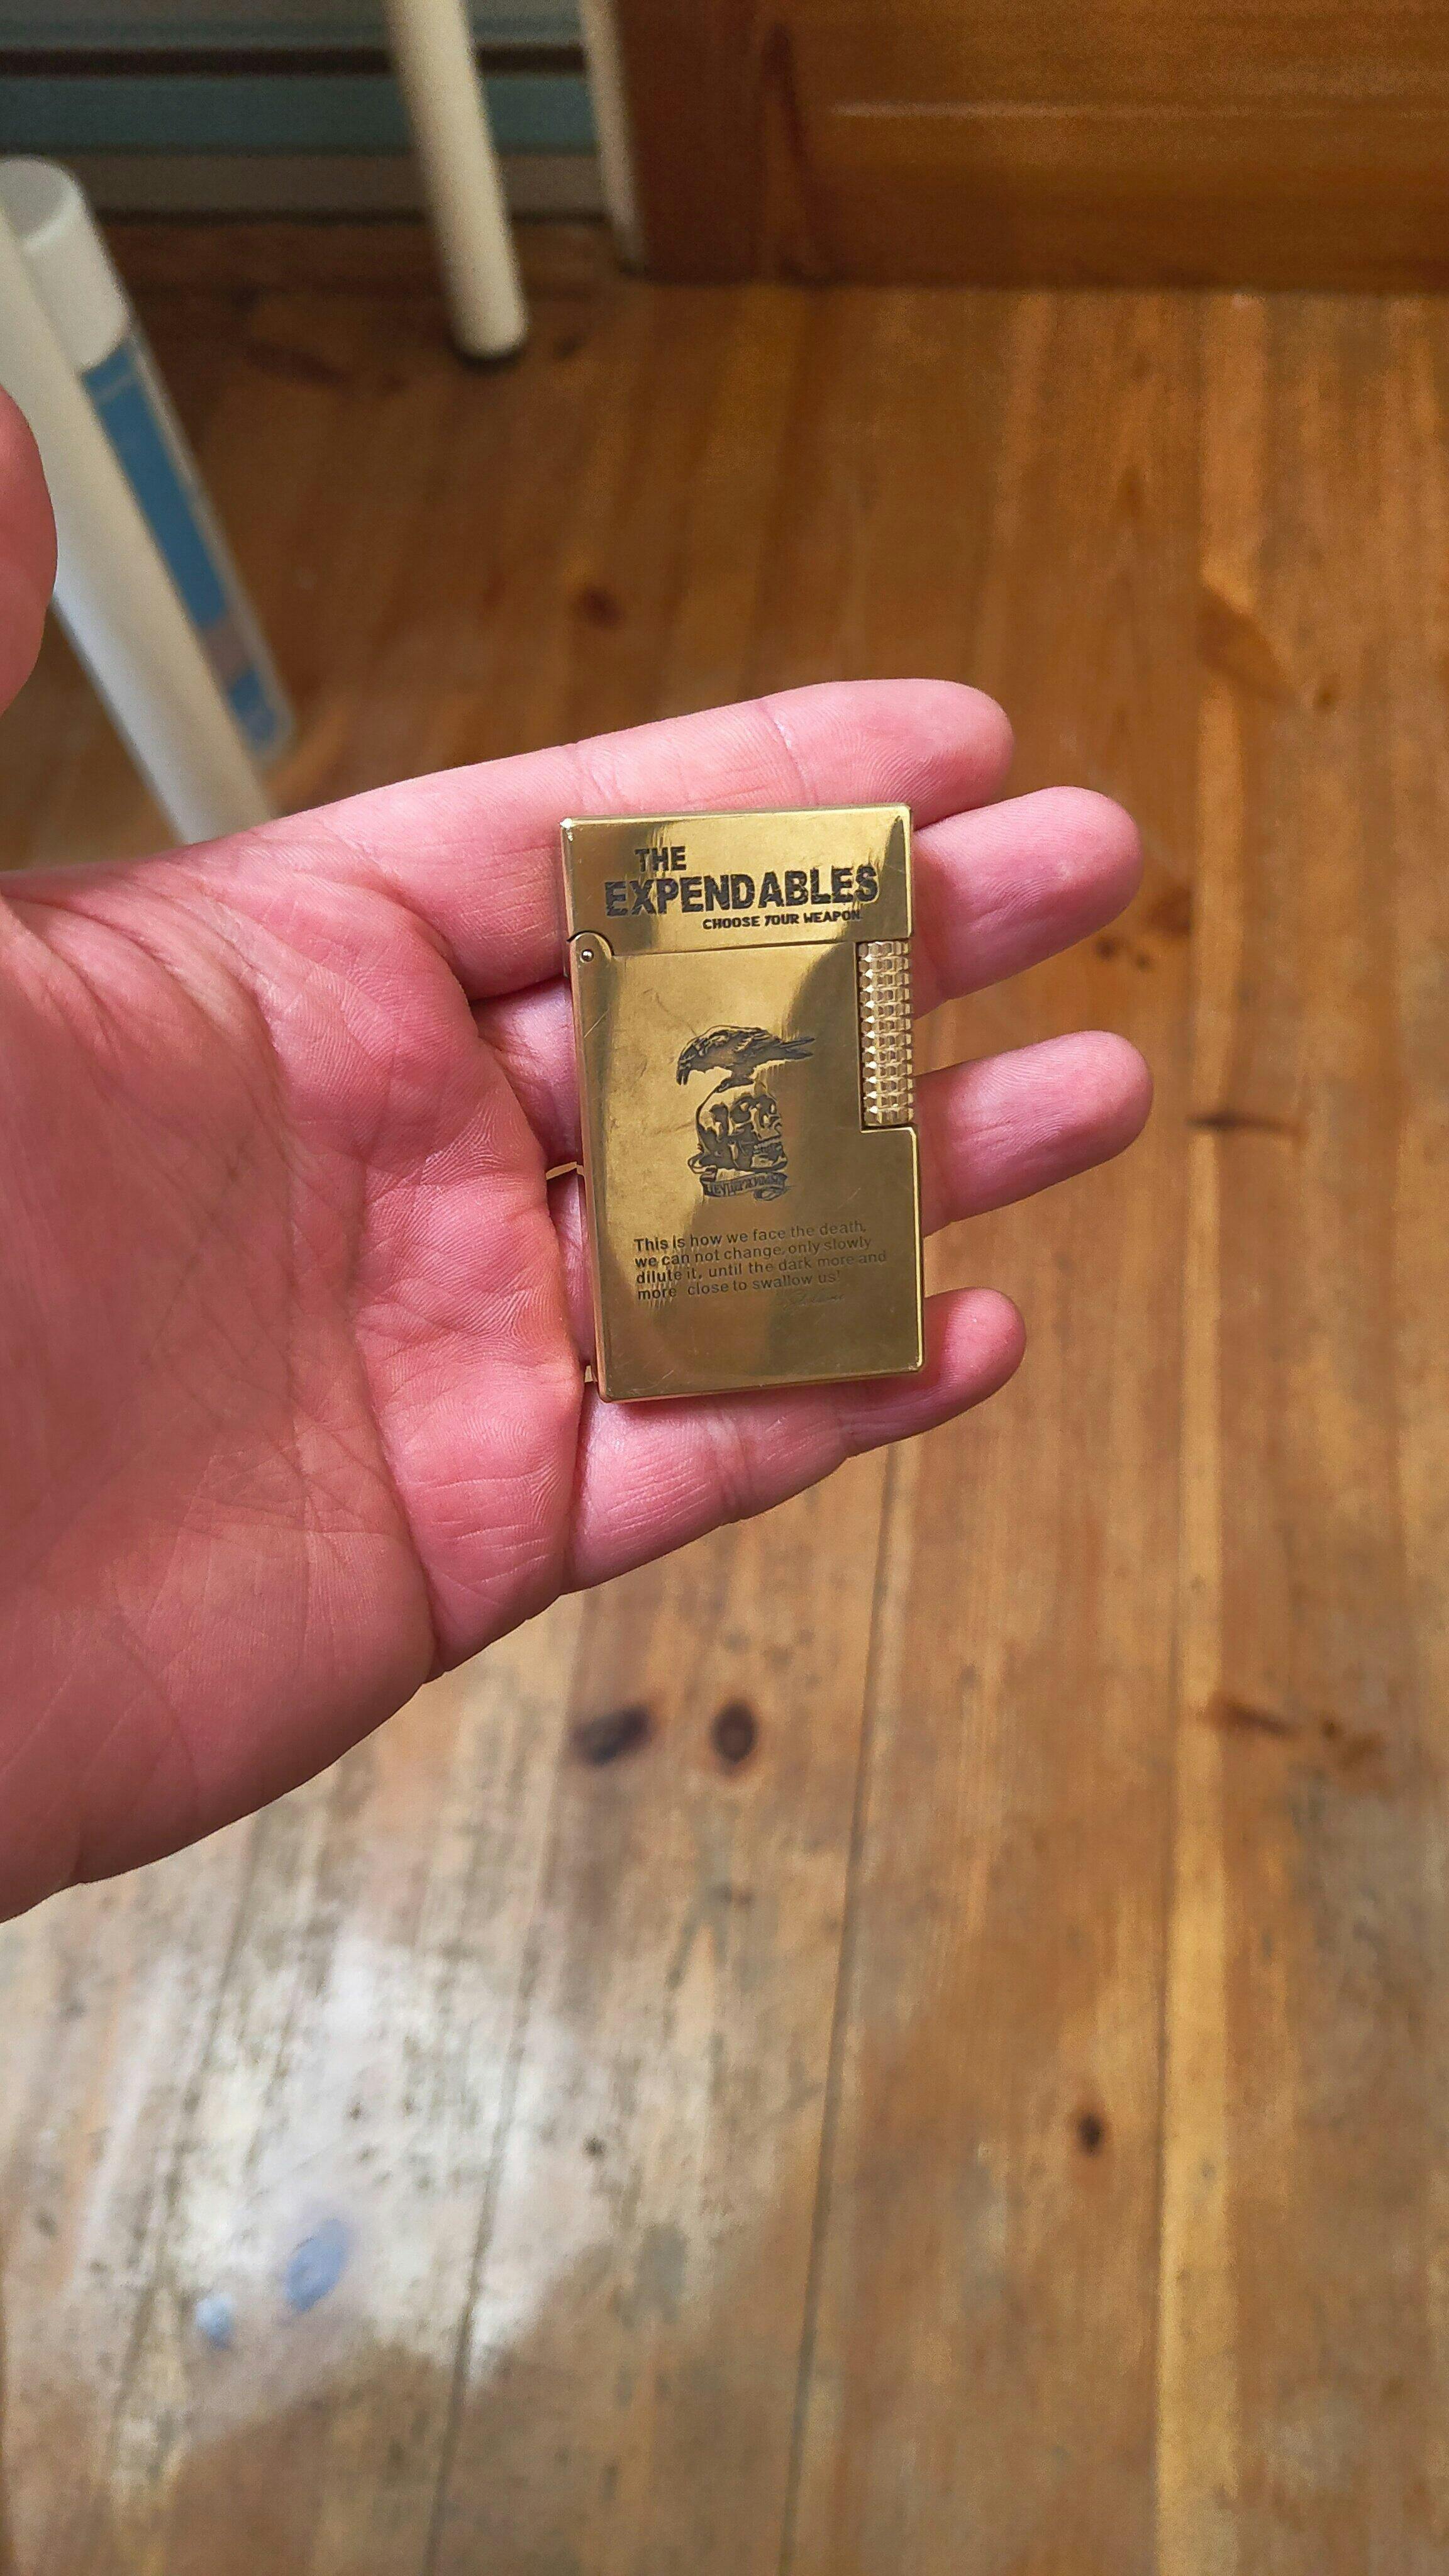 THE
EXPENDABLES
CHOOSE YOUR WEAPON
This is how we face the death,
we can not change, only slowly
dilute it, until the dark more and
more close to swallow us!